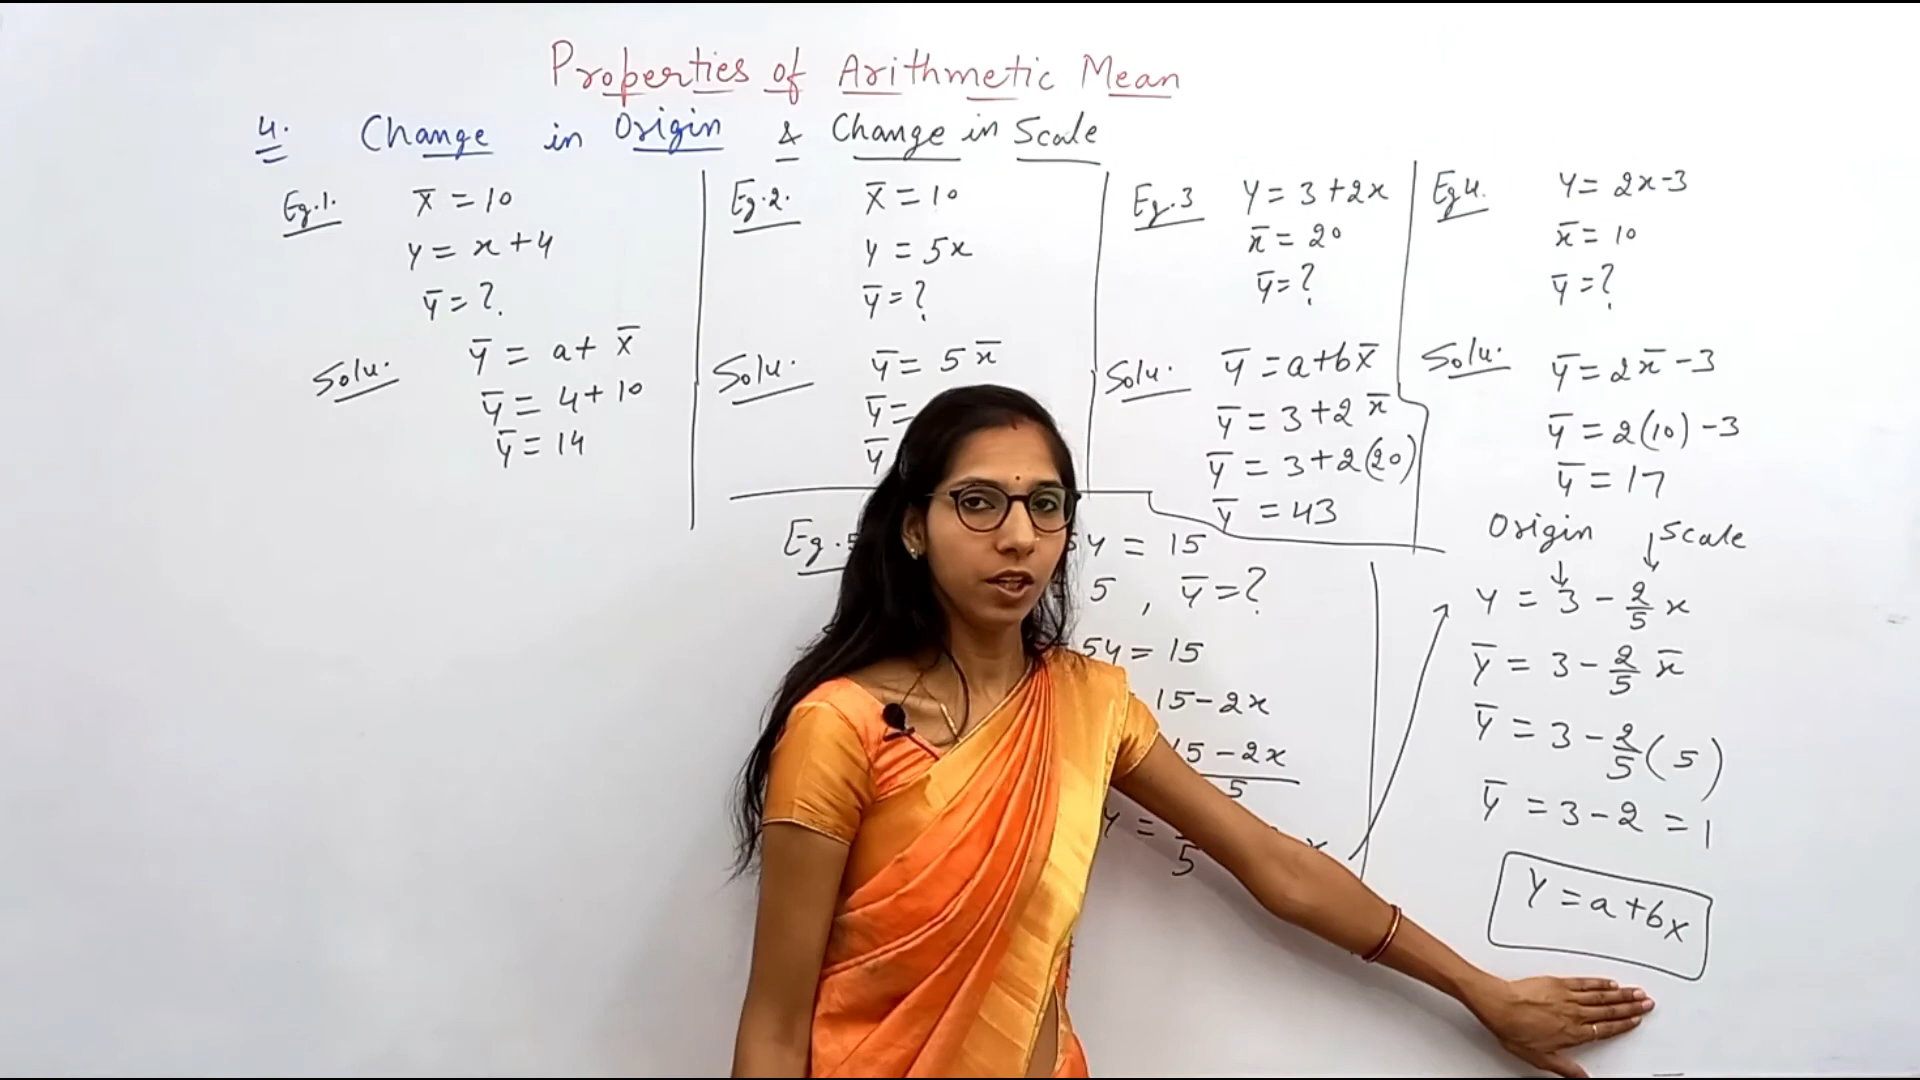 Properties of Arithmetic Mean
4. Change in Origin & Change in Scale
Eg.1. x̅ = 10
y = x + 4
y̅ = ?
Solu. y̅ = a + x̅
y̅ = 4 + 10
y̅ = 14
Eg.2. x̅ = 10
y = 5x
y̅ = ?
Solu. y̅ = 5x̅
y̅ =
y̅
Eg.3 Y = 3 + 2x
x̅ = 20
y̅ = ?
Solu. y̅ = a + bx̅
y̅ = 3 + 2x̅
y̅ = 3 + 2(20)
y̅ = 43
Eg 4. Y = 2x - 3
x̅ = 10
y̅ = ?
Solu. y̅ = 2x̅ - 3
y̅ = 2(10) - 3
y̅ = 17
Eg. 5 5y = 15
5 , y̅ = ?
5y = 15
15 - 2x
15 - 2x
5
y =
5 x
Origin Scale
↓ ↓
y = 3 - 2/5 x
y̅ = 3 - 2/5 x̅
y̅ = 3 - 2/5 (5)
y̅ = 3 - 2 = 1
Y = a + bx